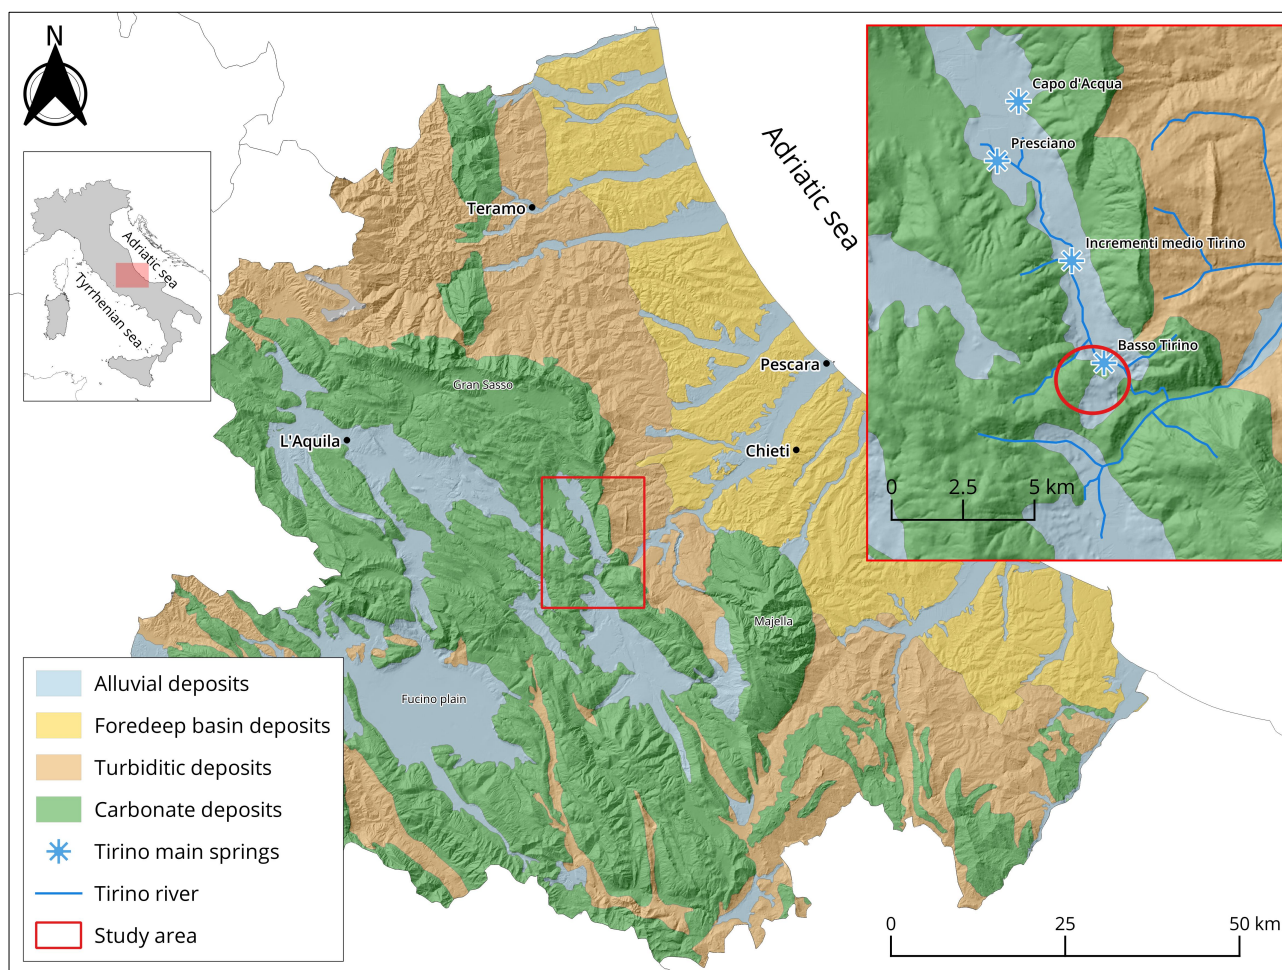 N
Adriatic sea
Tyrrhenian sea
Adriatic sea
Teramo
Pescara
Gran Sasso
L'Aquila
Chieti
Majella
Fucino plain
Capo d'Acqua
Presciano
Incrementi medio Tirino
Basso Tirino
0 2.5 5 km
Alluvial deposits
Foredeep basin deposits
Turbiditic deposits
Carbonate deposits
Tirino main springs
Tirino river
Study area
0 25 50 km